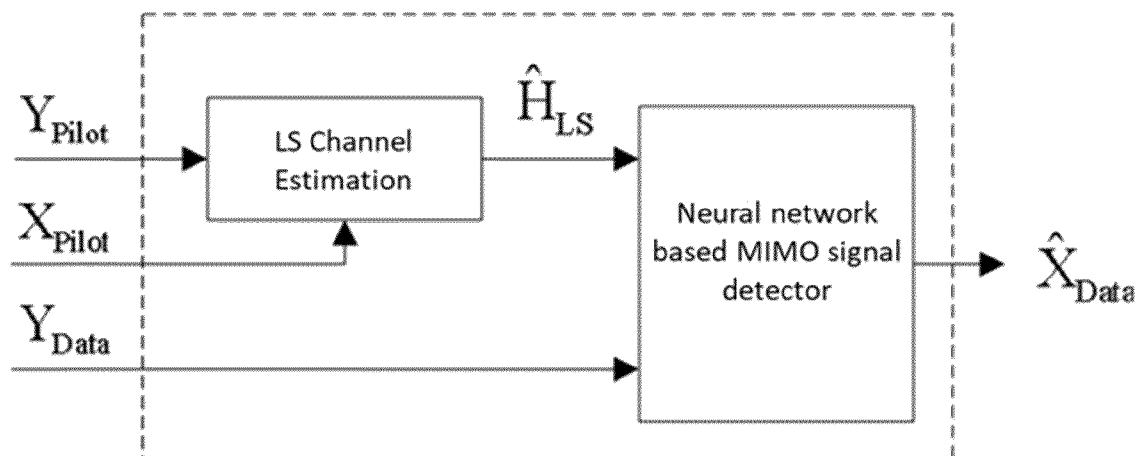 Y_Pilot
LS Channel
Estimation
Ĥ_LS
X_Pilot
Neural network
based MIMO signal
detector
X̂_Data
Y_Data